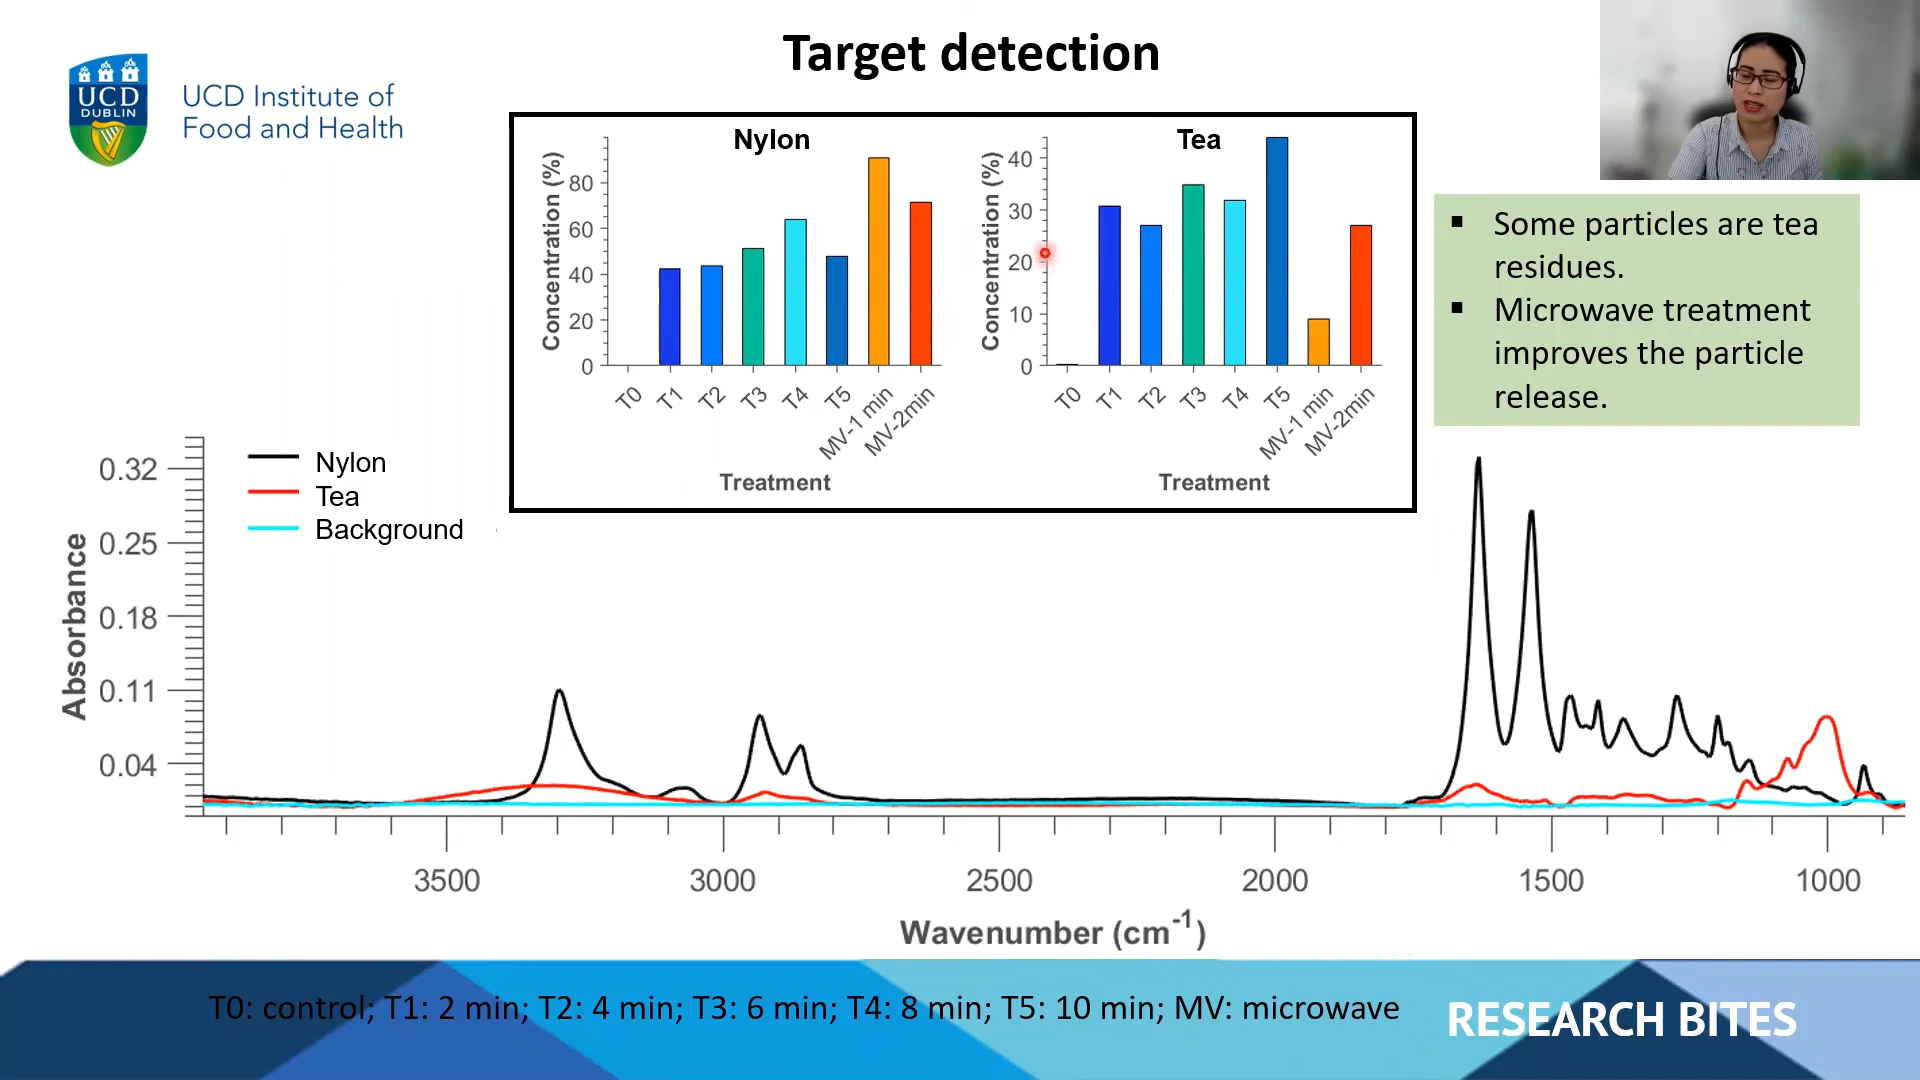 Target detection
UCD
DUBLIN
UCD Institute of
Food and Health
Nylon
Concentration (%)
80
60
40
20
0
T0
T1
T2
T3
T4
T5
MV-1 min
MV-2min
Treatment
Tea
Concentration (%)
40
30
20
10
0
T0
T1
T2
T3
T4
T5
MV-1 min
MV-2min
Treatment
▪ Some particles are tea
residues.
▪ Microwave treatment
improves the particle
release.
Nylon
Tea
Background
Absorbance
0.32
0.25
0.18
0.11
0.04
3500
3000
2500
2000
1500
1000
Wavenumber (cm⁻¹)
T0: control; T1: 2 min; T2: 4 min; T3: 6 min; T4: 8 min; T5: 10 min; MV: microwave
RESEARCH BITES